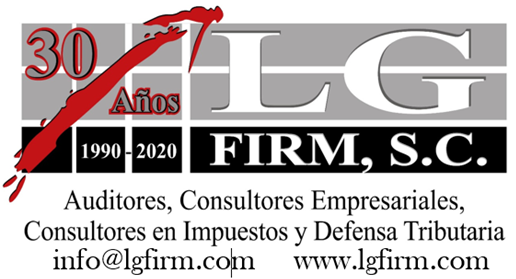 30
Años
LG
1990 - 2020
FIRM, S.C.
Auditores, Consultores Empresariales,
Consultores en Impuestos y Defensa Tributaria
info@lgfirm.com www.lgfirm.com